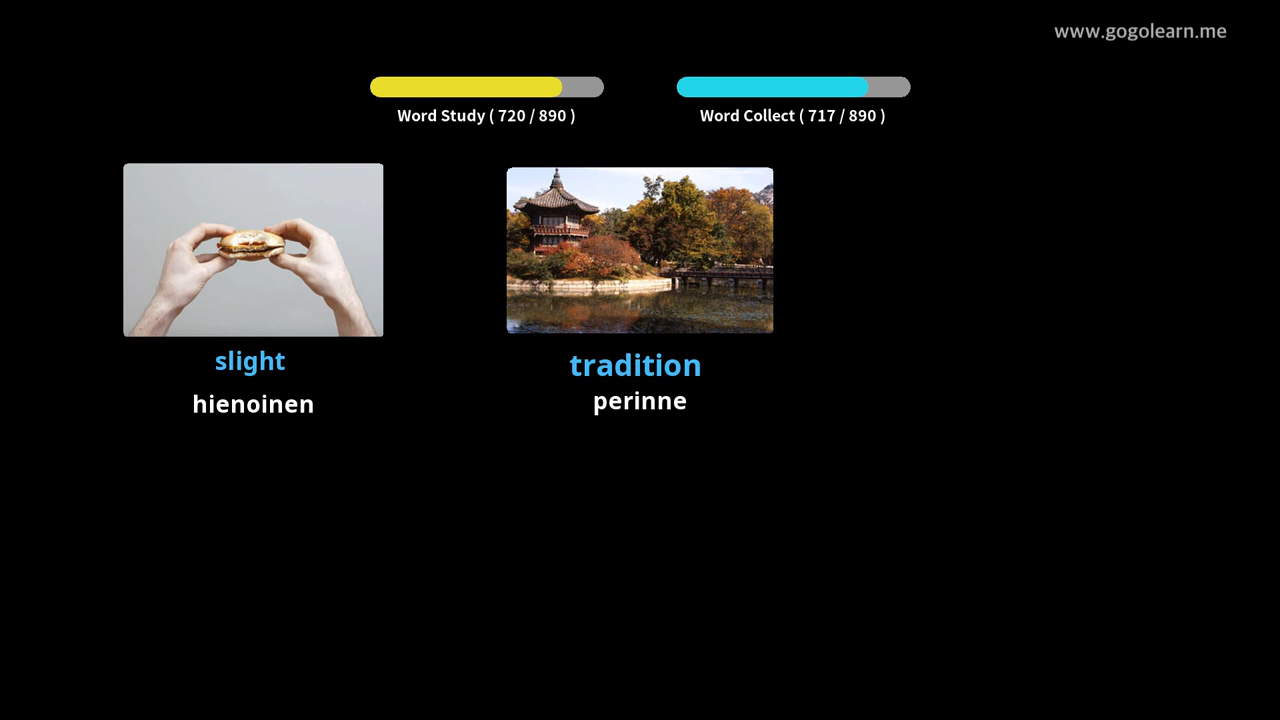 www.gogolearn.me
Word Study ( 720 / 890 )
Word Collect ( 717 / 890 )
slight
hienoinen
tradition
perinne